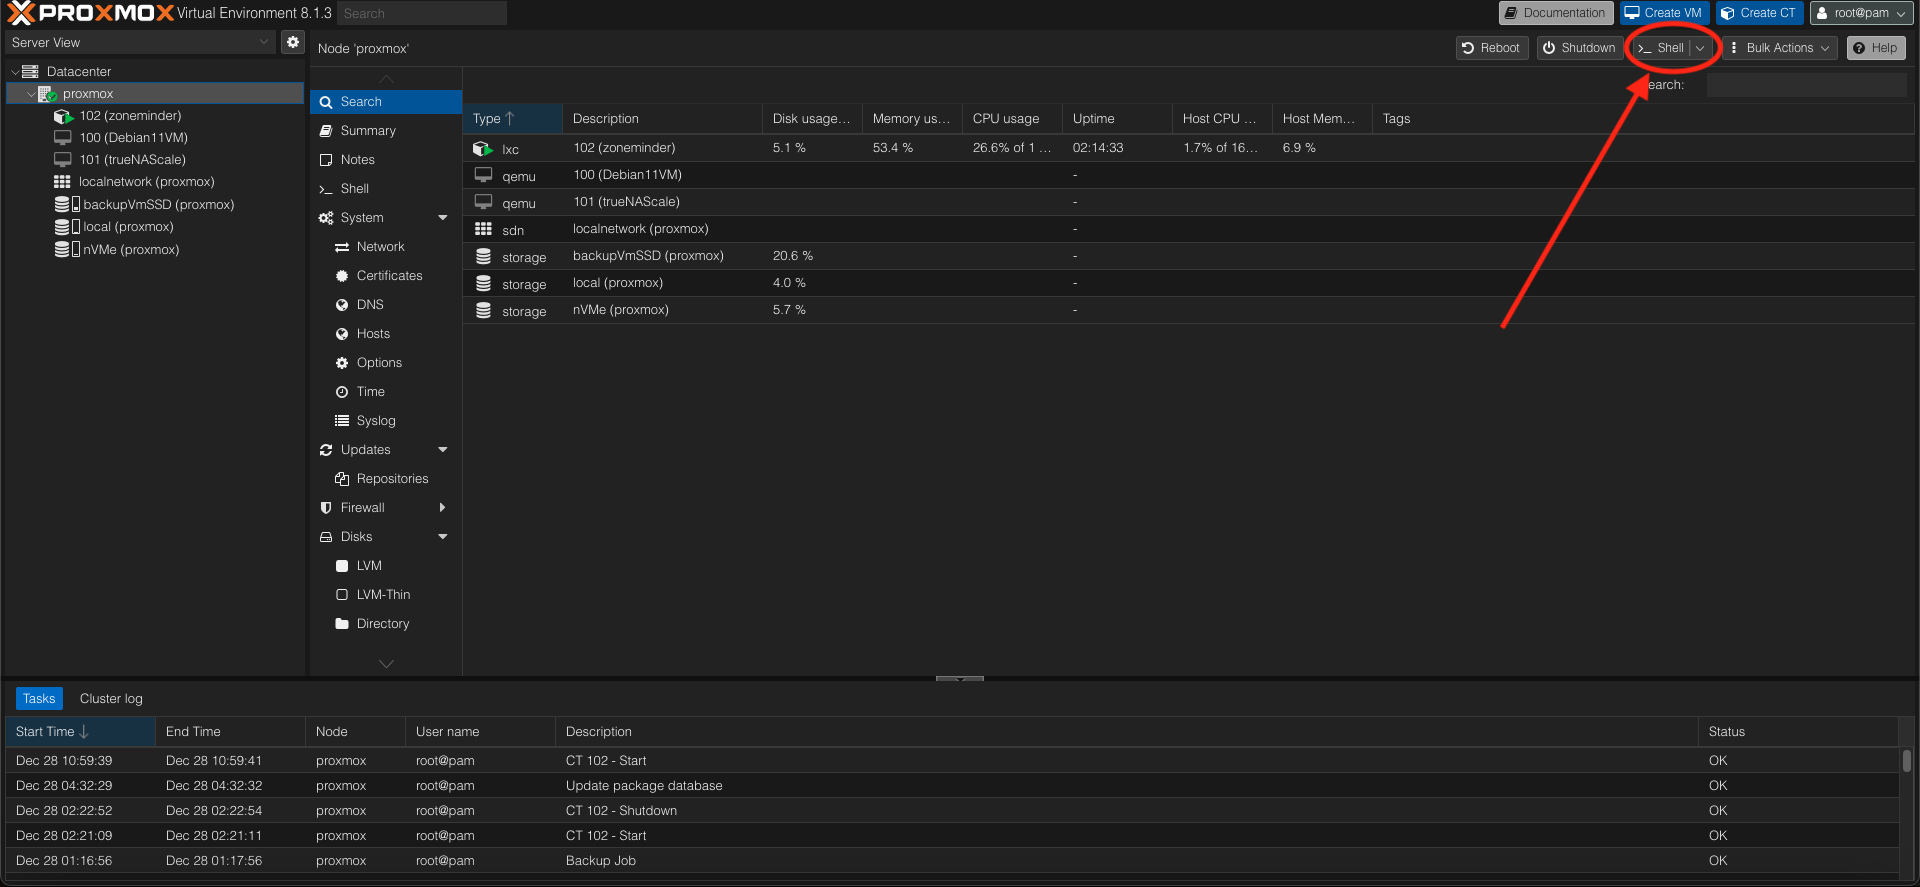 PROXMOX Virtual Environment 8.1.3 Search Documentation Create VM Create CT root@pam
Server View
Node 'proxmox' Reboot Shutdown Shell Bulk Actions Help
Datacenter
proxmox
102 (zoneminder)
100 (Debian11VM)
101 (trueNAScale)
localnetwork (proxmox)
backupVmSSD (proxmox)
local (proxmox)
nVMe (proxmox)
Search
Summary
Notes
Shell
System
Network
Certificates
DNS
Hosts
Options
Time
Syslog
Updates
Repositories
Firewall
Disks
LVM
LVM-Thin
Directory
earch:
Type Description Disk usage... Memory us... CPU usage Uptime Host CPU ... Host Mem... Tags
lxc 102 (zoneminder) 5.1 % 53.4 % 26.6% of 1 ... 02:14:33 1.7% of 16... 6.9 %
qemu 100 (Debian11VM) -
qemu 101 (trueNAScale) -
sdn localnetwork (proxmox) -
storage backupVmSSD (proxmox) 20.6 % -
storage local (proxmox) 4.0 % -
storage nVMe (proxmox) 5.7 % -
Tasks Cluster log
Start Time End Time Node User name Description Status
Dec 28 10:59:39 Dec 28 10:59:41 proxmox root@pam CT 102 - Start OK
Dec 28 04:32:29 Dec 28 04:32:32 proxmox root@pam Update package database OK
Dec 28 02:22:52 Dec 28 02:22:54 proxmox root@pam CT 102 - Shutdown OK
Dec 28 02:21:09 Dec 28 02:21:11 proxmox root@pam CT 102 - Start OK
Dec 28 01:16:56 Dec 28 01:17:56 proxmox root@pam Backup Job OK